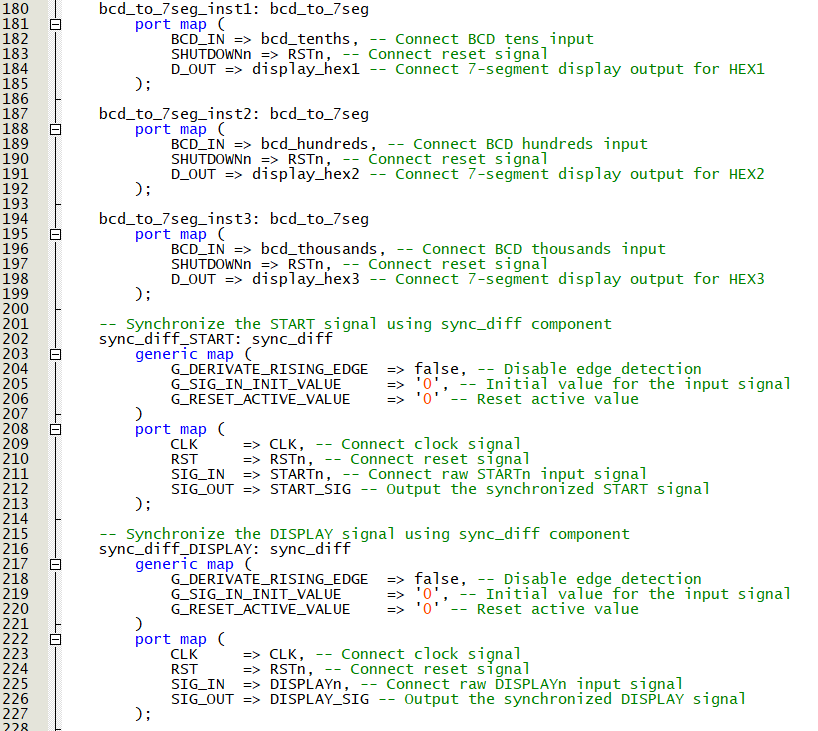 180 bcd_to_7seg_inst1: bcd_to_7seg
181 port map (
182 BCD_IN => bcd_tenths, -- Connect BCD tens input
183 SHUTDOWNn => RSTn, -- Connect reset signal
184 D_OUT => display_hex1 -- Connect 7-segment display output for HEX1
185 );
186
187 bcd_to_7seg_inst2: bcd_to_7seg
188 port map (
189 BCD_IN => bcd_hundreds, -- Connect BCD hundreds input
190 SHUTDOWNn => RSTn, -- Connect reset signal
191 D_OUT => display_hex2 -- Connect 7-segment display output for HEX2
192 );
193
194 bcd_to_7seg_inst3: bcd_to_7seg
195 port map (
196 BCD_IN => bcd_thousands, -- Connect BCD thousands input
197 SHUTDOWNn => RSTn, -- Connect reset signal
198 D_OUT => display_hex3 -- Connect 7-segment display output for HEX3
199 );
200
201 -- Synchronize the START signal using sync_diff component
202 sync_diff_START: sync_diff
203 generic map (
204 G_DERIVATE_RISING_EDGE => false, -- Disable edge detection
205 G_SIG_IN_INIT_VALUE => '0', -- Initial value for the input signal
206 G_RESET_ACTIVE_VALUE => '0' -- Reset active value
207 )
208 port map (
209 CLK => CLK, -- Connect clock signal
210 RST => RSTn, -- Connect reset signal
211 SIG_IN => STARTn, -- Connect raw STARTn input signal
212 SIG_OUT => START_SIG -- Output the synchronized START signal
213 );
214
215 -- Synchronize the DISPLAY signal using sync_diff component
216 sync_diff_DISPLAY: sync_diff
217 generic map (
218 G_DERIVATE_RISING_EDGE => false, -- Disable edge detection
219 G_SIG_IN_INIT_VALUE => '0', -- Initial value for the input signal
220 G_RESET_ACTIVE_VALUE => '0' -- Reset active value
221 )
222 port map (
223 CLK => CLK, -- Connect clock signal
224 RST => RSTn, -- Connect reset signal
225 SIG_IN => DISPLAYn, -- Connect raw DISPLAYn input signal
226 SIG_OUT => DISPLAY_SIG -- Output the synchronized DISPLAY signal
227 );
228